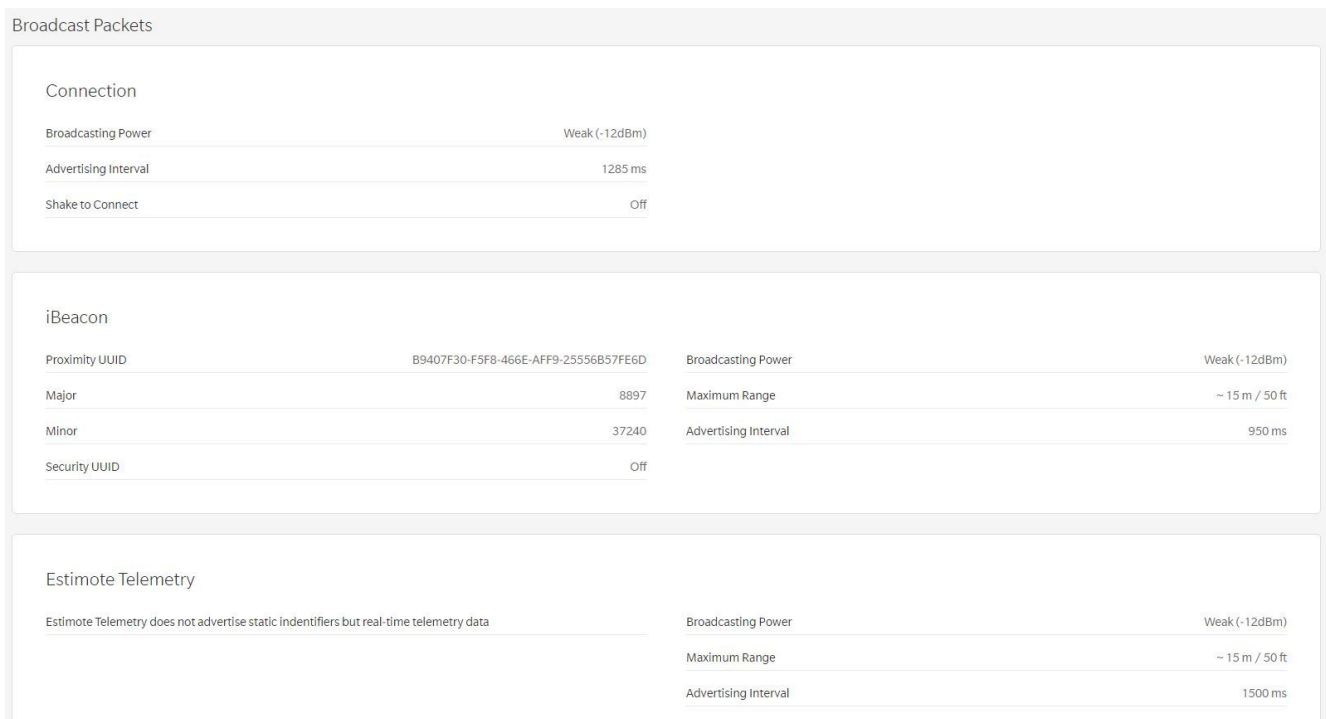 Broadcast Packets
Connection
Broadcasting Power Weak (-12dBm)
Advertising Interval 1285 ms
Shake to Connect Off
iBeacon
Proximity UUID B9407F30-F5F8-466E-AFF9-25556B57FE6D Broadcasting Power Weak (-12dBm)
Major 8897 Maximum Range ~ 15 m / 50 ft
Minor 37240 Advertising Interval 950 ms
Security UUID Off
Estimote Telemetry
Estimote Telemetry does not advertise static indentifiers but real-time telemetry data Broadcasting Power Weak (-12dBm)
Maximum Range ~ 15 m / 50 ft
Advertising Interval 1500 ms